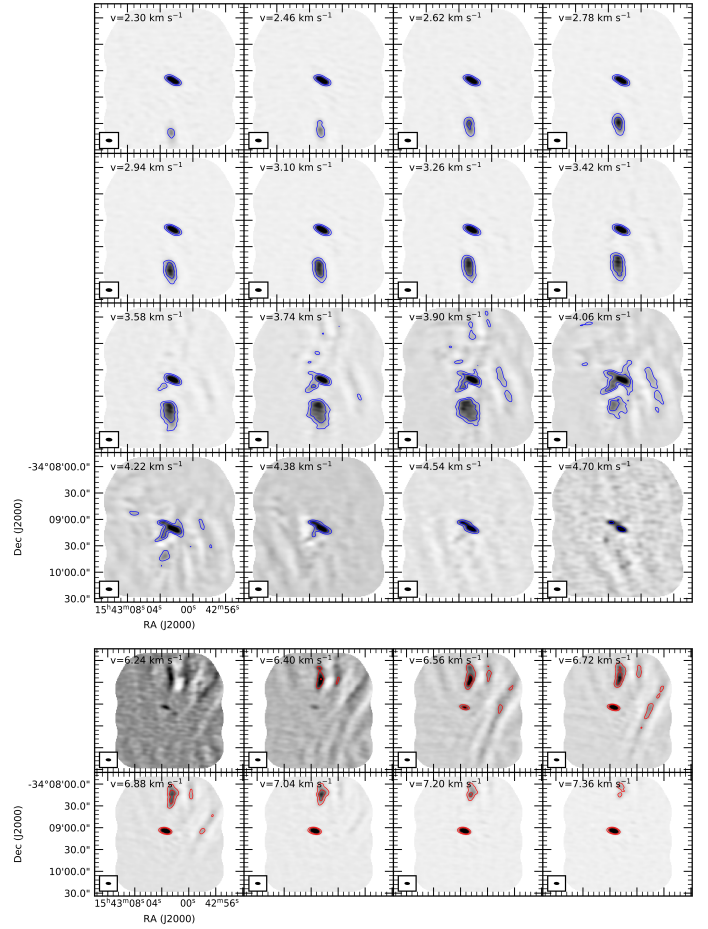 v=2.30 km s⁻¹ v=2.46 km s⁻¹ v=2.62 km s⁻¹ v=2.78 km s⁻¹
v=2.94 km s⁻¹ v=3.10 km s⁻¹ v=3.26 km s⁻¹ v=3.42 km s⁻¹
v=3.58 km s⁻¹ v=3.74 km s⁻¹ v=3.90 km s⁻¹ v=4.06 km s⁻¹
v=4.22 km s⁻¹ v=4.38 km s⁻¹ v=4.54 km s⁻¹ v=4.70 km s⁻¹
-34°08'00.0"
30.0"
09'00.0"
30.0"
10'00.0"
30.0"
Dec (J2000)
15ʰ43ᵐ08ˢ 04ˢ 00ˢ 42ᵐ56ˢ
RA (J2000)
v=6.24 km s⁻¹ v=6.40 km s⁻¹ v=6.56 km s⁻¹ v=6.72 km s⁻¹
v=6.88 km s⁻¹ v=7.04 km s⁻¹ v=7.20 km s⁻¹ v=7.36 km s⁻¹
-34°08'00.0"
30.0"
09'00.0"
30.0"
10'00.0"
30.0"
Dec (J2000)
15ʰ43ᵐ08ˢ 04ˢ 00ˢ 42ᵐ56ˢ
RA (J2000)